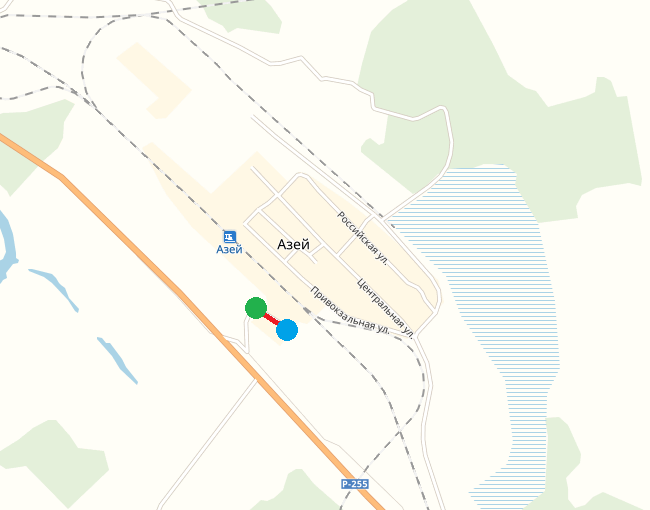 Российская ул.
Азей
Азей
Центральная ул.
Привокзальная ул.
Р-255